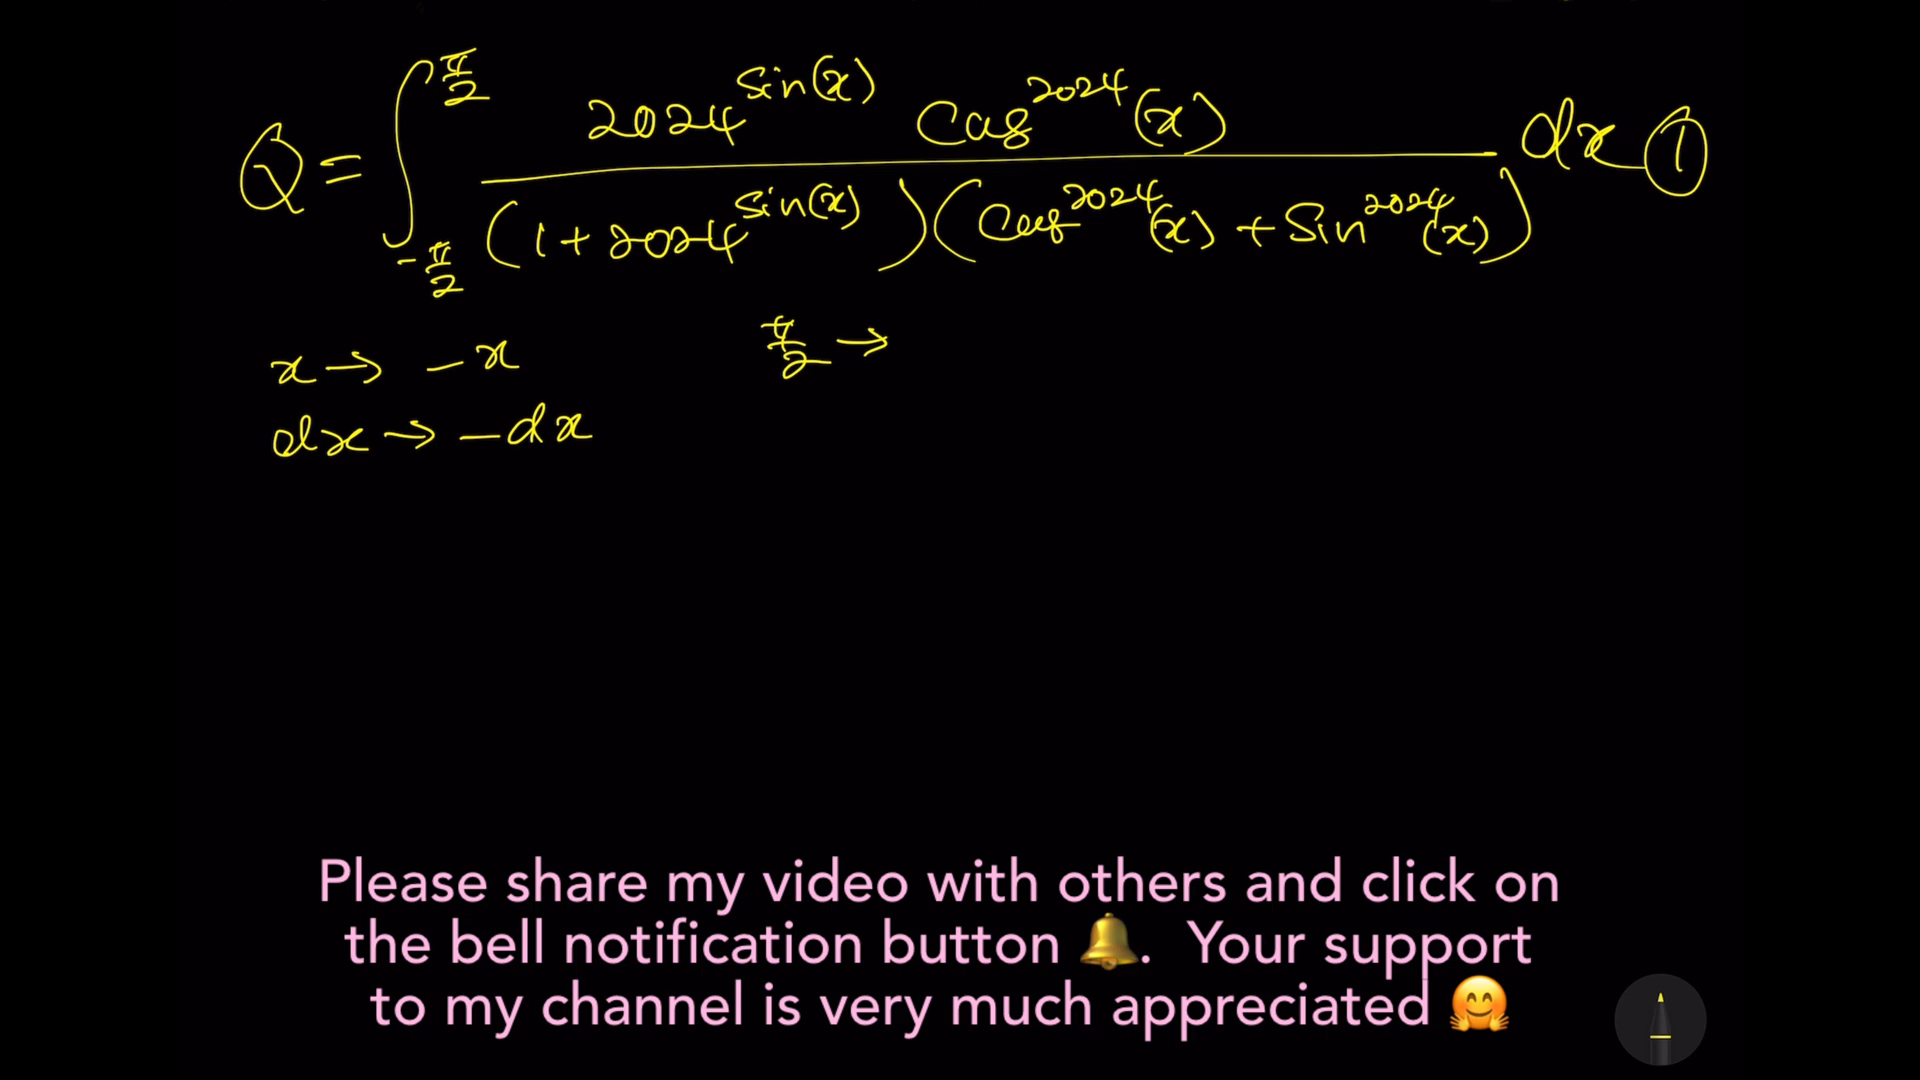 Q = ∫_{-π/2}^{π/2} \frac{2024^{Sin(x)} Cos^{2024}(x)}{(1+2024^{Sin(x)})(Cos^{2024}(x) + Sin^{2024}(x))} dx ①
x → -x π/2 →
dx → -dx
Please share my video with others and click on
the bell notification button 🔔. Your support
to my channel is very much appreciated 🤗